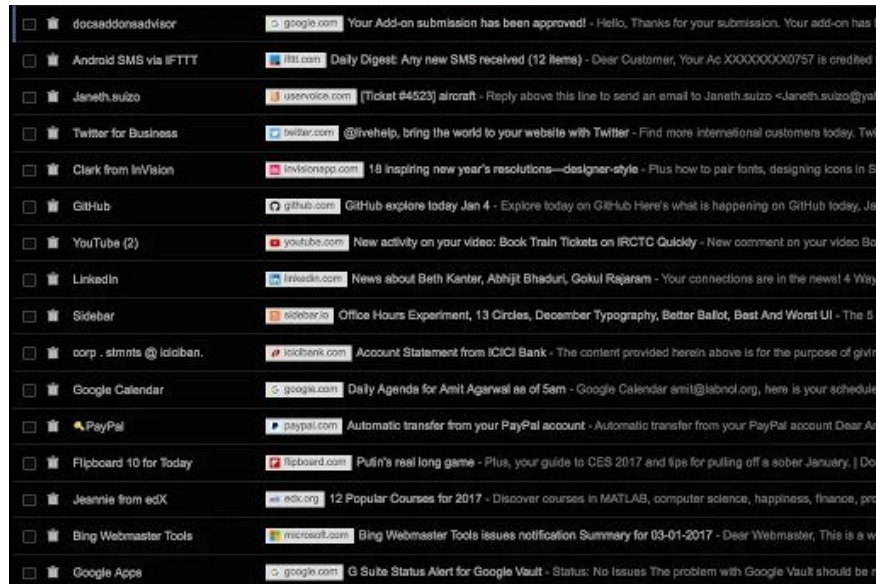 docsaddonsadvisor google.com Your Add-on submission has been approved! - Hello, Thanks for your submission. Your add-on has
Android SMS via IFTTT ifttt.com Daily Digest: Any new SMS received (12 items) - Dear Customer, Your Ac XXXXXXXX0757 is credited
Janeth.suizo uservoice.com [Ticket #4523] aircraft - Reply above this line to send an email to Janeth.suizo <Janeth.suizo@ya
Twitter for Business twitter.com @livehelp, bring the world to your website with Twitter - Find more international customers today. Twi
Clark from InVision invisionapp.com 18 inspiring new year's resolutions—designer-style - Plus how to pair fonts, designing icons in S
GitHub github.com GitHub explore today Jan 4 - Explore today on GitHub Here's what is happening on GitHub today, Ja
YouTube (2) youtube.com New activity on your video: Book Train Tickets on IRCTC Quickly - New comment on your video Bo
LinkedIn linkedin.com News about Beth Kanter, Abhijit Bhaduri, Gokul Rajaram - Your connections are in the news! 4 Way
Sidebar sidebar.io Office Hours Experiment, 13 Circles, December Typography, Better Ballot, Best And Worst UI - The 5
corp . stmnts @ iciciban. icicibank.com Account Statement from ICICI Bank - The content provided herein above is for the purpose of givin
Google Calendar google.com Daily Agenda for Amit Agarwal as of 5am - Google Calendar amit@labnol.org, here is your schedule
PayPal paypal.com Automatic transfer from your PayPal account - Automatic transfer from your PayPal account Dear Am
Flipboard 10 for Today flipboard.com Putin's real long game - Plus, your guide to CES 2017 and tips for pulling off a sober January. | Do
Jeannie from edX edx.org 12 Popular Courses for 2017 - Discover courses in MATLAB, computer science, happiness, finance, pro
Bing Webmaster Tools microsoft.com Bing Webmaster Tools issues notification Summary for 03-01-2017 - Dear Webmaster, This is a w
Google Apps google.com G Suite Status Alert for Google Vault - Status: No Issues The problem with Google Vault should be r